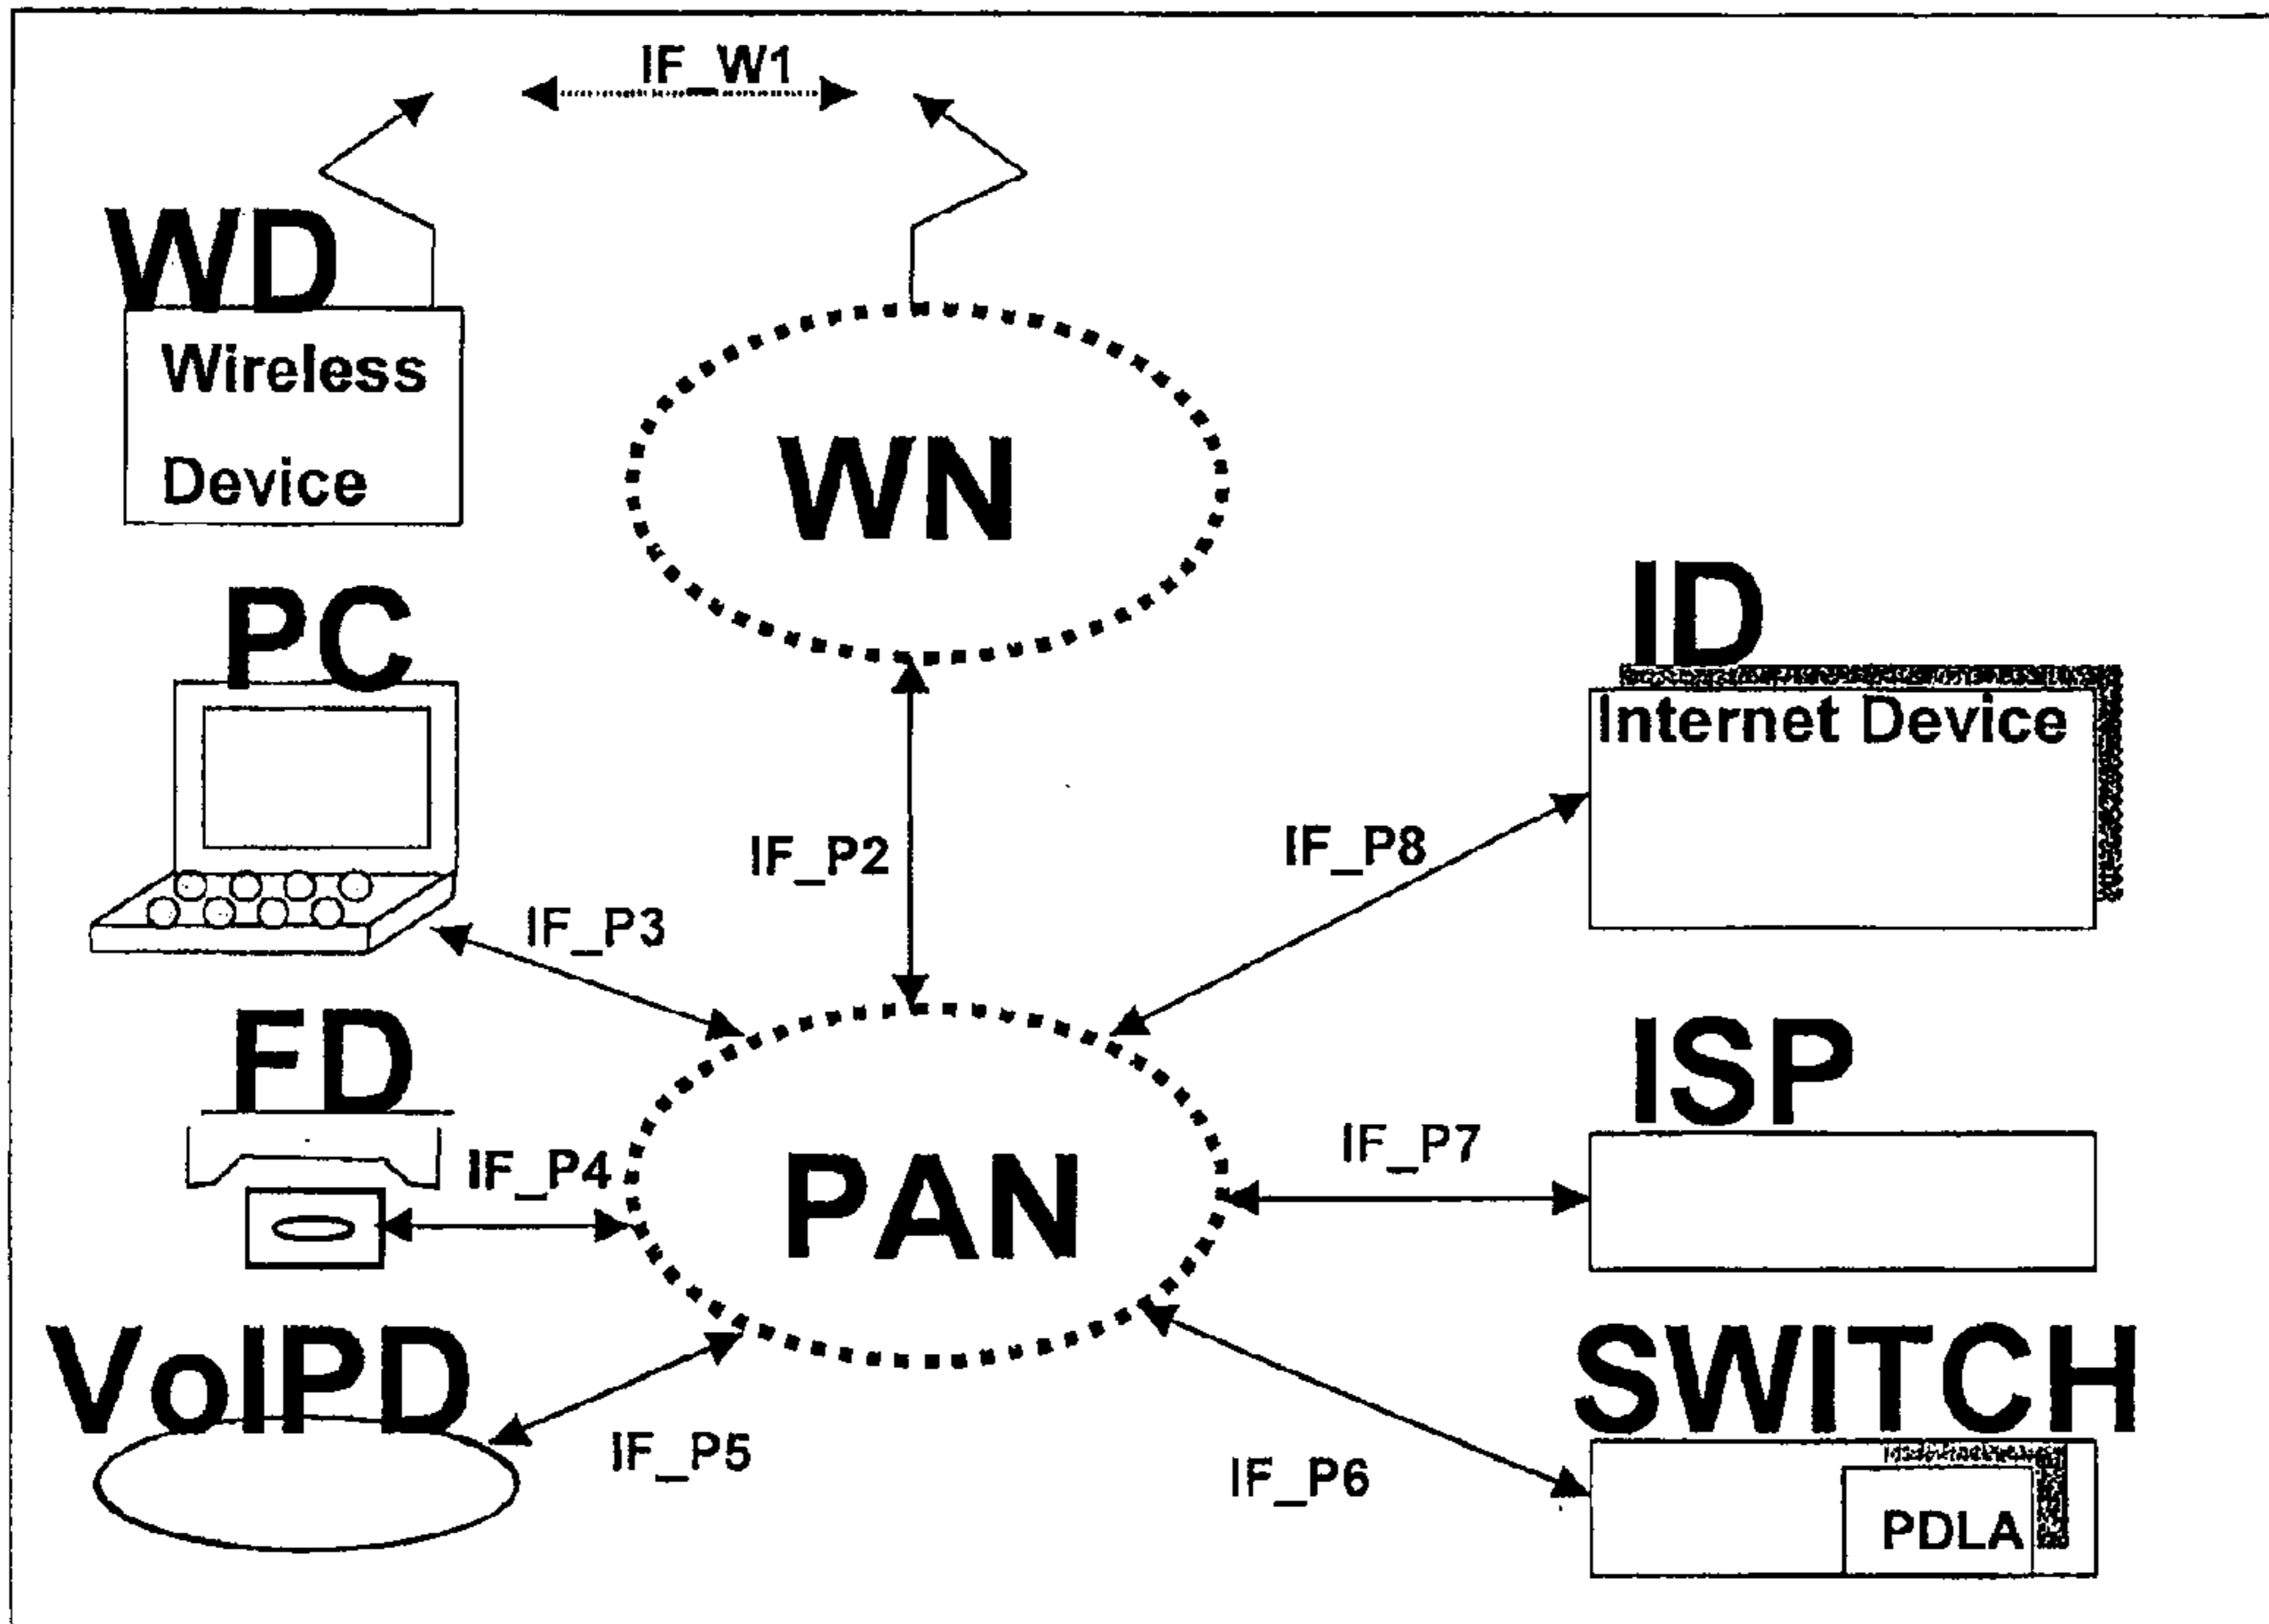 IF_W1
WD
Wireless
Device
WN
PC
ID
Internet Device
IF_P2
IF_P8
IF_P3
FD
ISP
IF_P4
IF_P7
PAN
VoIPD
SWITCH
IF_P5
IF_P6
PDLA